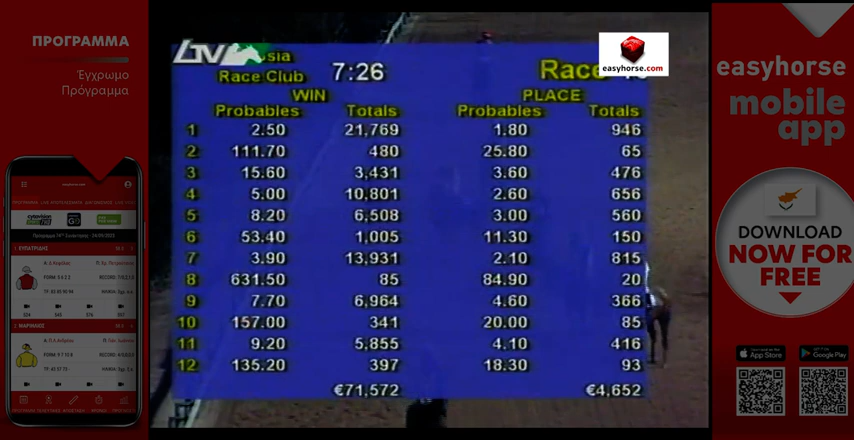 ΠΡΟΓΡΑΜΜΑ
Έγχρωμο
Πρόγραμμα
LTV sia
Race Club 7:26 Race
easyhorse.com
WIN PLACE
Probables Totals Probables Totals
1 2.50 21,769 1.80 946
2 111.70 480 25.80 65
3 15.60 3,431 3.60 476
4 5.00 10,801 2.60 656
5 8.20 6,508 3.00 560
6 53.40 1,005 11.30 150
7 3.90 13,931 2.10 815
8 631.50 85 84.90 20
9 7.70 6,964 4.60 366
10 157.00 341 20.00 85
11 9.20 5,855 4.10 416
12 135.20 397 18.30 93
€71,572 €4,652
easyhorse
mobile
app
DOWNLOAD
NOW FOR
FREE
App Store
Google Play